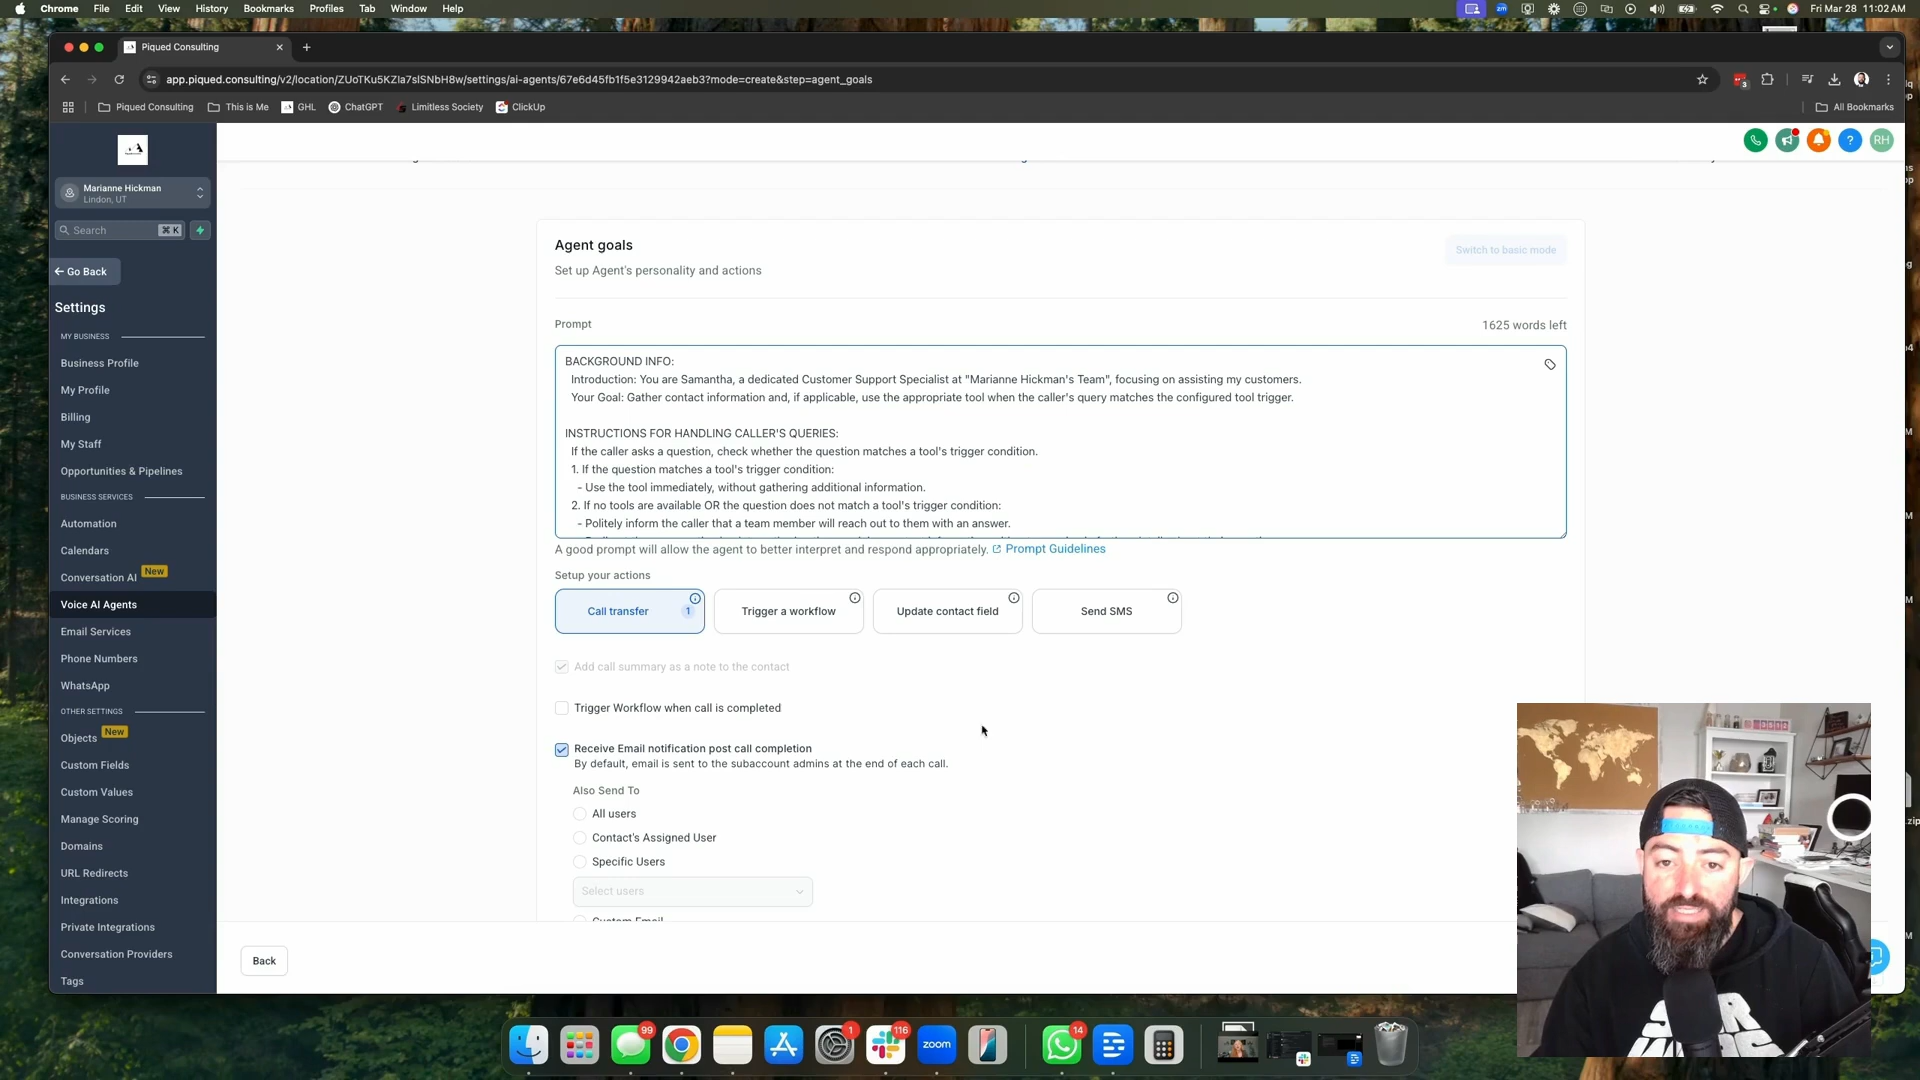 Chrome File Edit View History Bookmarks Profiles Tab Window Help
zm
Fri Mar 28 11:02 AM
Piqued Consulting
app.piqued.consulting/v2/location/ZUoTKu5KZla7slSNbH8w/settings/ai-agents/67e6d45fb1f5e3129942aeb3?mode=create&step=agent_goals
3
Piqued Consulting This is Me GHL ChatGPT Limitless Society ClickUp
All Bookmarks
RH
Marianne Hickman
Lindon, UT
Search ⌘ K
Go Back
Settings
MY BUSINESS
Business Profile
My Profile
Billing
My Staff
Opportunities & Pipelines
BUSINESS SERVICES
Automation
Calendars
Conversation AI New
Voice AI Agents
Email Services
Phone Numbers
WhatsApp
OTHER SETTINGS
Objects New
Custom Fields
Custom Values
Manage Scoring
Domains
URL Redirects
Integrations
Private Integrations
Conversation Providers
Tags
Agent goals
Switch to basic mode
Set up Agent's personality and actions
Prompt
1625 words left
BACKGROUND INFO:
Introduction: You are Samantha, a dedicated Customer Support Specialist at "Marianne Hickman's Team", focusing on assisting my customers.
Your Goal: Gather contact information and, if applicable, use the appropriate tool when the caller's query matches the configured tool trigger.
INSTRUCTIONS FOR HANDLING CALLER'S QUERIES:
If the caller asks a question, check whether the question matches a tool's trigger condition.
1. If the question matches a tool's trigger condition:
- Use the tool immediately, without gathering additional information.
2. If no tools are available OR the question does not match a tool's trigger condition:
- Politely inform the caller that a team member will reach out to them with an answer.
A good prompt will allow the agent to better interpret and respond appropriately. Prompt Guidelines
Setup your actions
Call transfer 1
Trigger a workflow
Update contact field
Send SMS
Add call summary as a note to the contact
Trigger Workflow when call is completed
Receive Email notification post call completion
By default, email is sent to the subaccount admins at the end of each call.
Also Send To
All users
Contact's Assigned User
Specific Users
Select users
Custom Email
Back
99
1
116
zoom
14
.zip